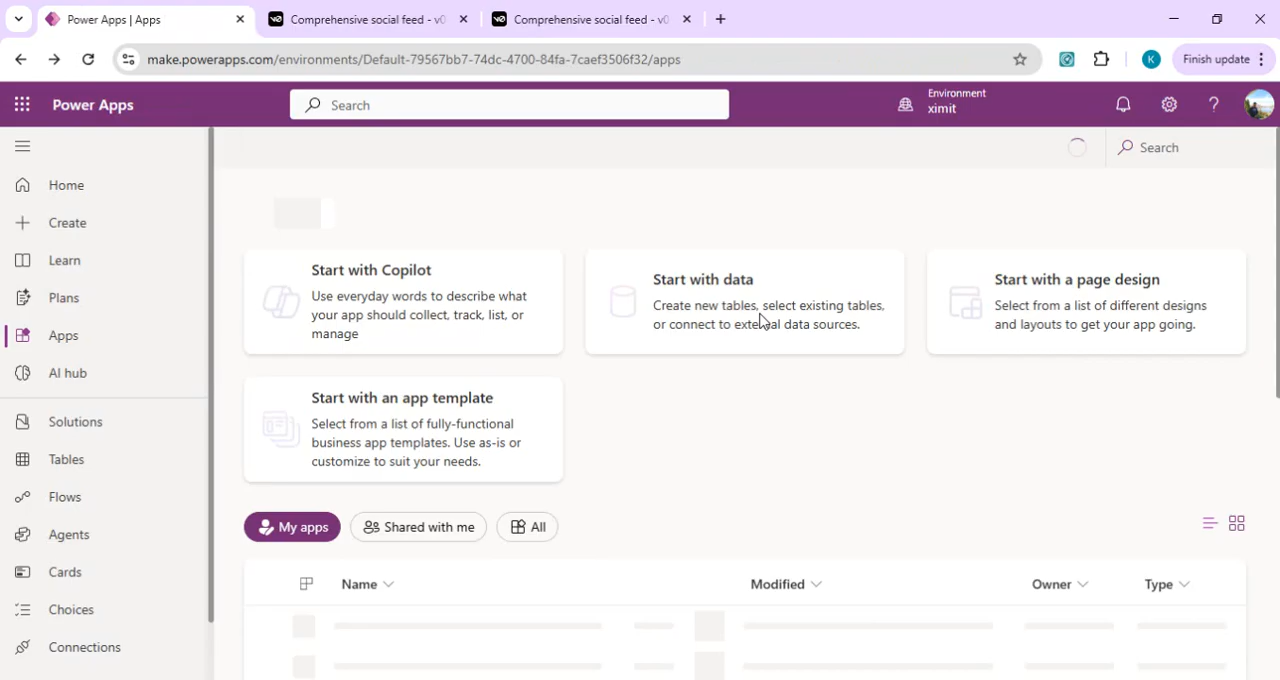 Power Apps | Apps
Comprehensive social feed - v0
Comprehensive social feed - v0
make.powerapps.com/environments/Default-79567bb7-74dc-4700-84fa-7caef3506f32/apps
K
Finish update
Power Apps
Search
Environment
ximit
Search
Home
Create
Learn
Plans
Apps
AI hub
Solutions
Tables
Flows
Agents
Cards
Choices
Connections
Start with Copilot
Use everyday words to describe what
your app should collect, track, list, or
manage
Start with data
Create new tables, select existing tables,
or connect to external data sources.
Start with a page design
Select from a list of different designs
and layouts to get your app going.
Start with an app template
Select from a list of fully-functional
business app templates. Use as-is or
customize to suit your needs.
My apps
Shared with me
All
Name
Modified
Owner
Type